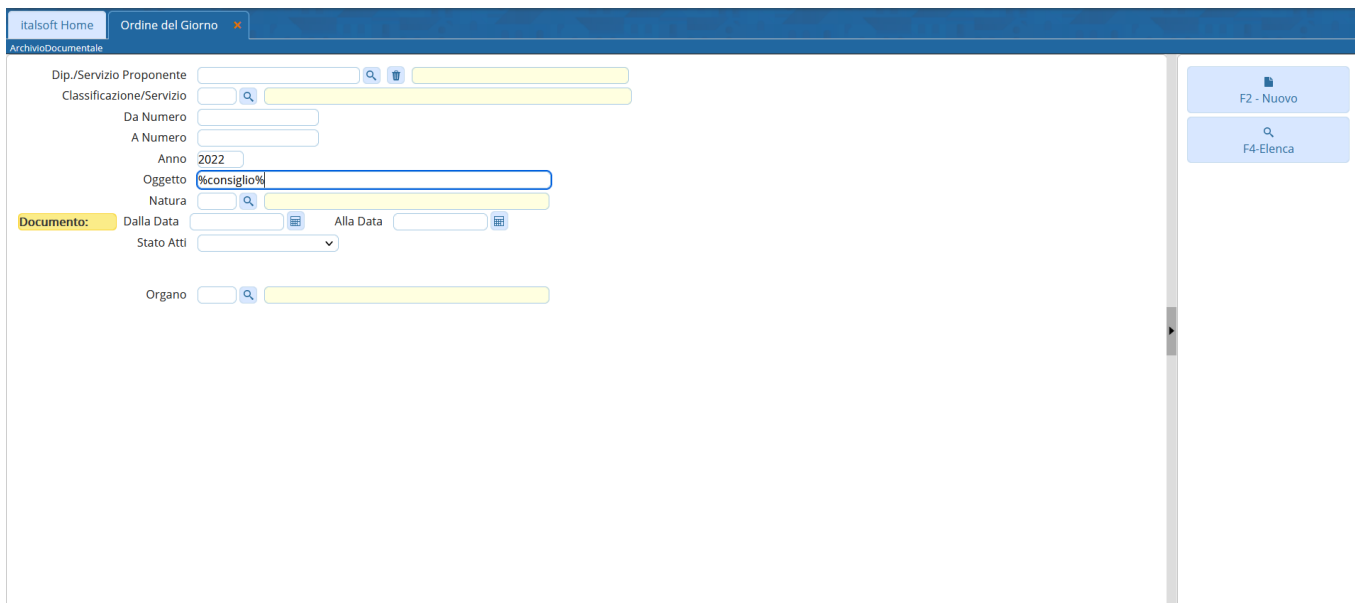 italsoft Home
Ordine del Giorno ×
ArchivioDocumentale
Dip./Servizio Proponente
Classificazione/Servizio
Da Numero
A Numero
Anno 2022
Oggetto %consiglio%
Natura
Documento: Dalla Data Alla Data
Stato Atti
Organo
F2 - Nuovo
F4-Elenca